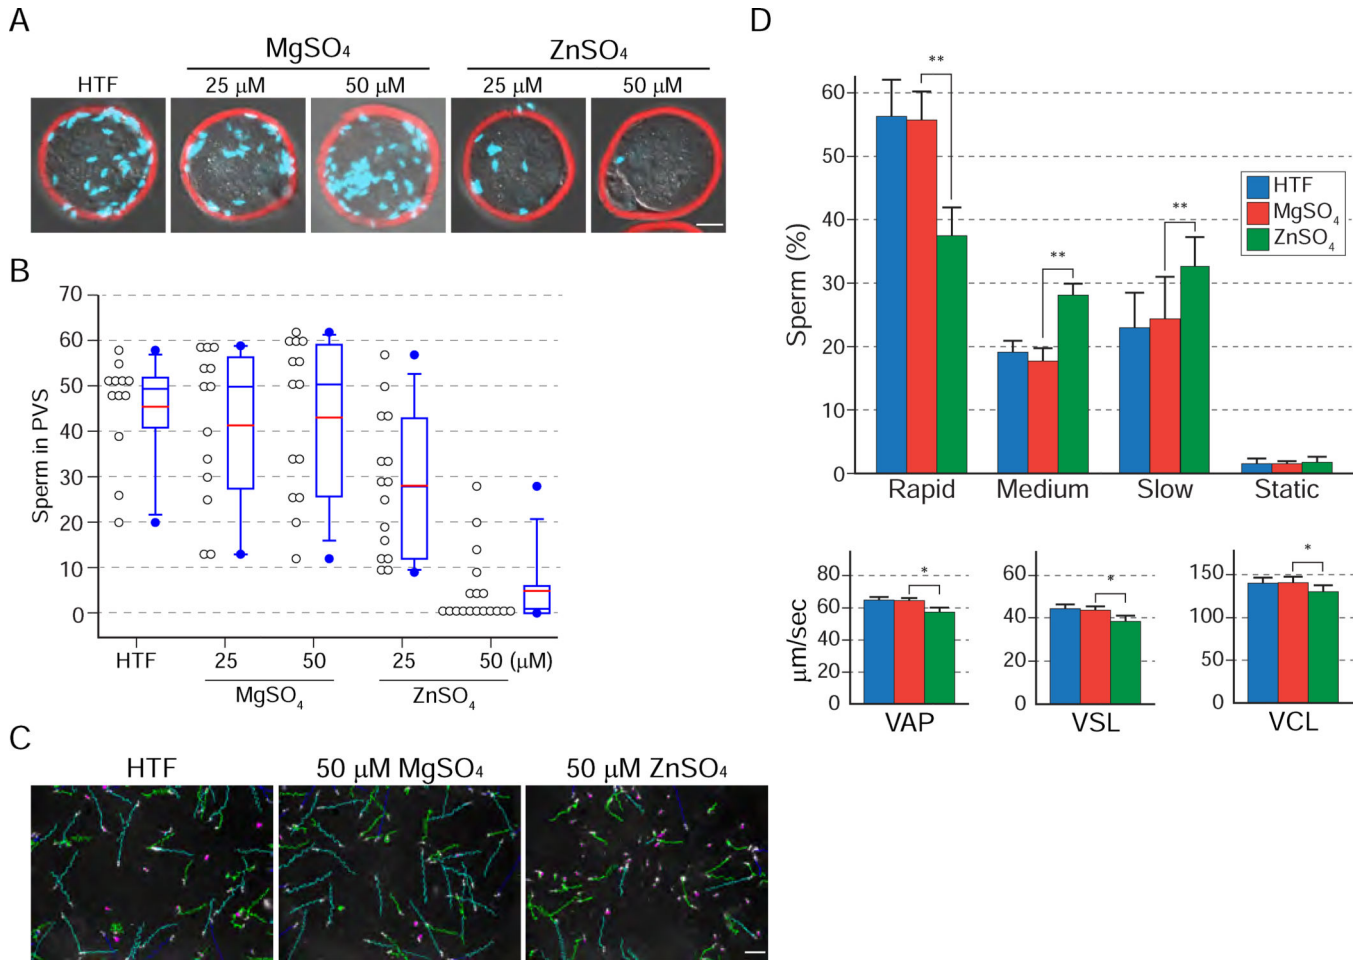 A
MgSO4
ZnSO4
HTF
25 μM
50 μM
25 μM
50 μM
B
Sperm in PVS
70
60
50
40
30
20
10
0
HTF
25
50
25
50 (μM)
MgSO4
ZnSO4
C
HTF
50 μM MgSO4
50 μM ZnSO4
D
Sperm (%)
60
50
40
30
20
10
0
**
**
**
HTF
MgSO4
ZnSO4
Rapid
Medium
Slow
Static
μm/sec
80
60
40
20
0
*
VAP
60
40
20
0
*
VSL
150
100
50
0
*
VCL